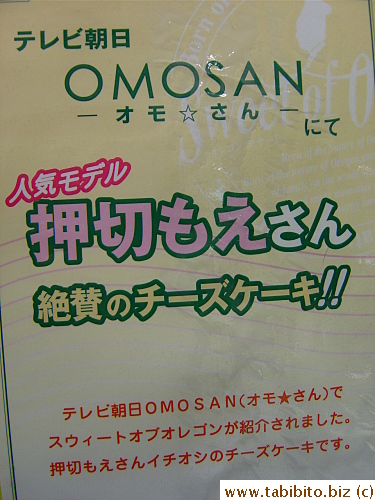 テレビ朝日
OMOSAN
― オモ☆さん ―
にて
人気モデル
押切もえさん
絶賛のチーズケーキ!!
テレビ朝日OMOSAN(オモ★さん)で
スウィートオブオレゴンが紹介されました。
押切もえさんイチオシのチーズケーキです。
www.tabibito.biz (c)